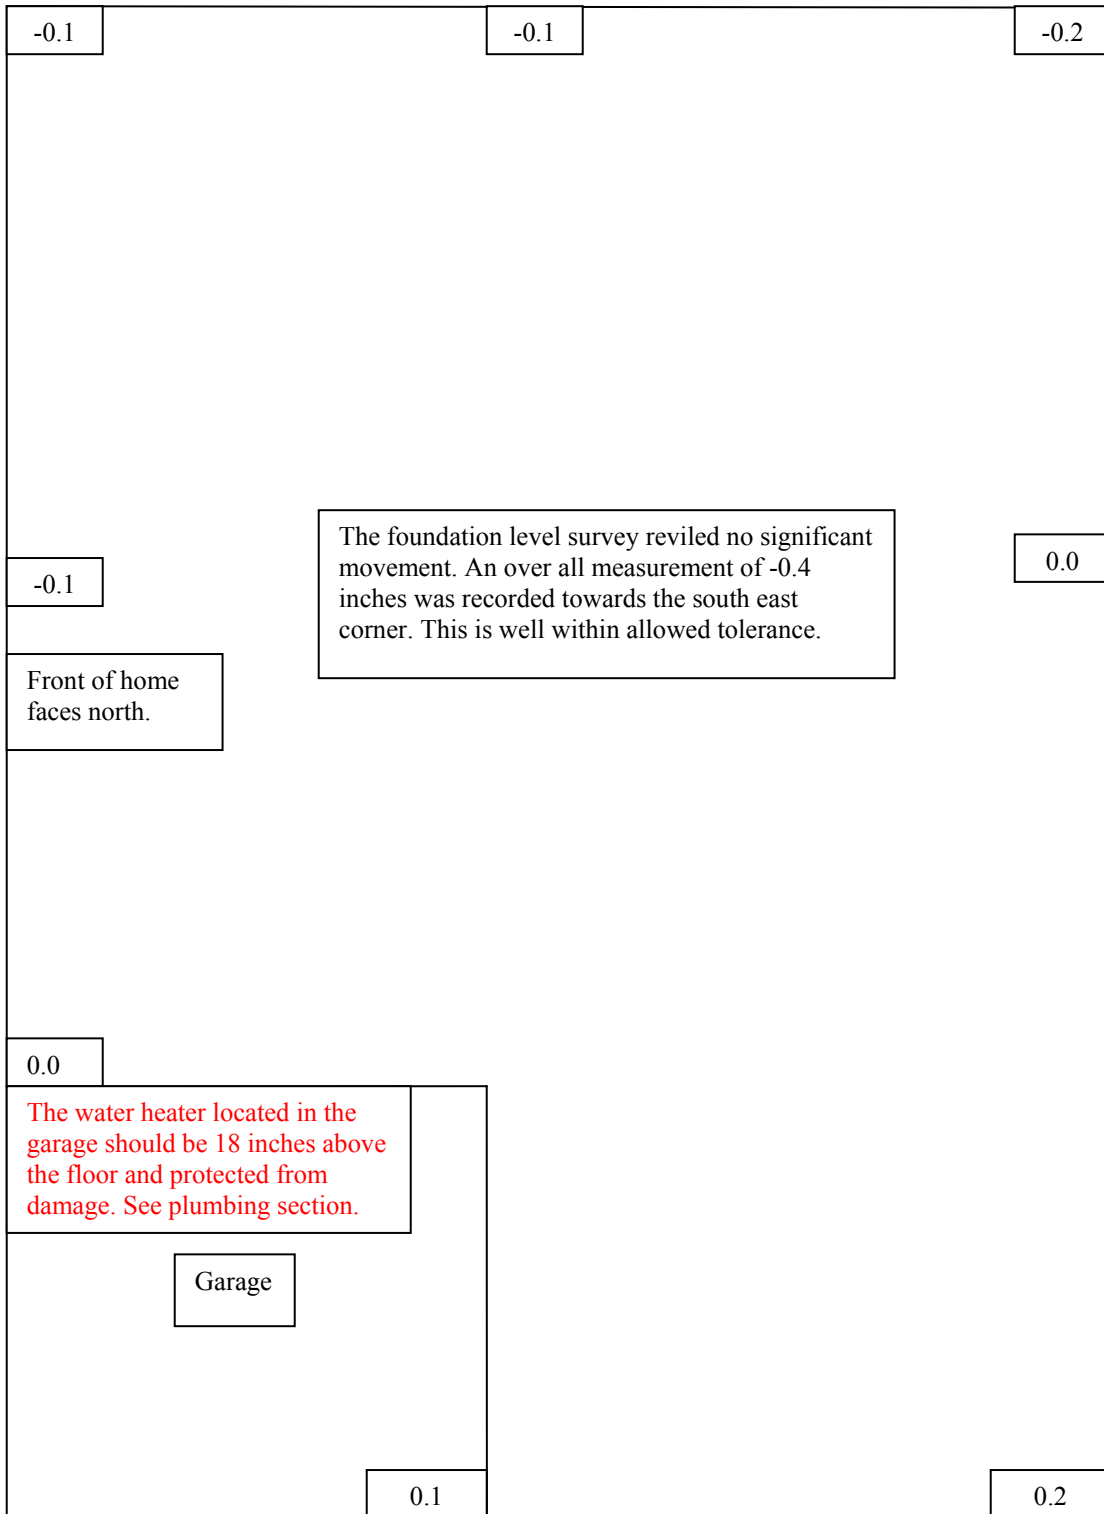 -0.1
-0.1
-0.2
The foundation level survey reviled no significant
movement. An over all measurement of -0.4
inches was recorded towards the south east
corner. This is well within allowed tolerance.
0.0
-0.1
Front of home
faces north.
0.0
The water heater located in the
garage should be 18 inches above
the floor and protected from
damage. See plumbing section.
Garage
0.1
0.2